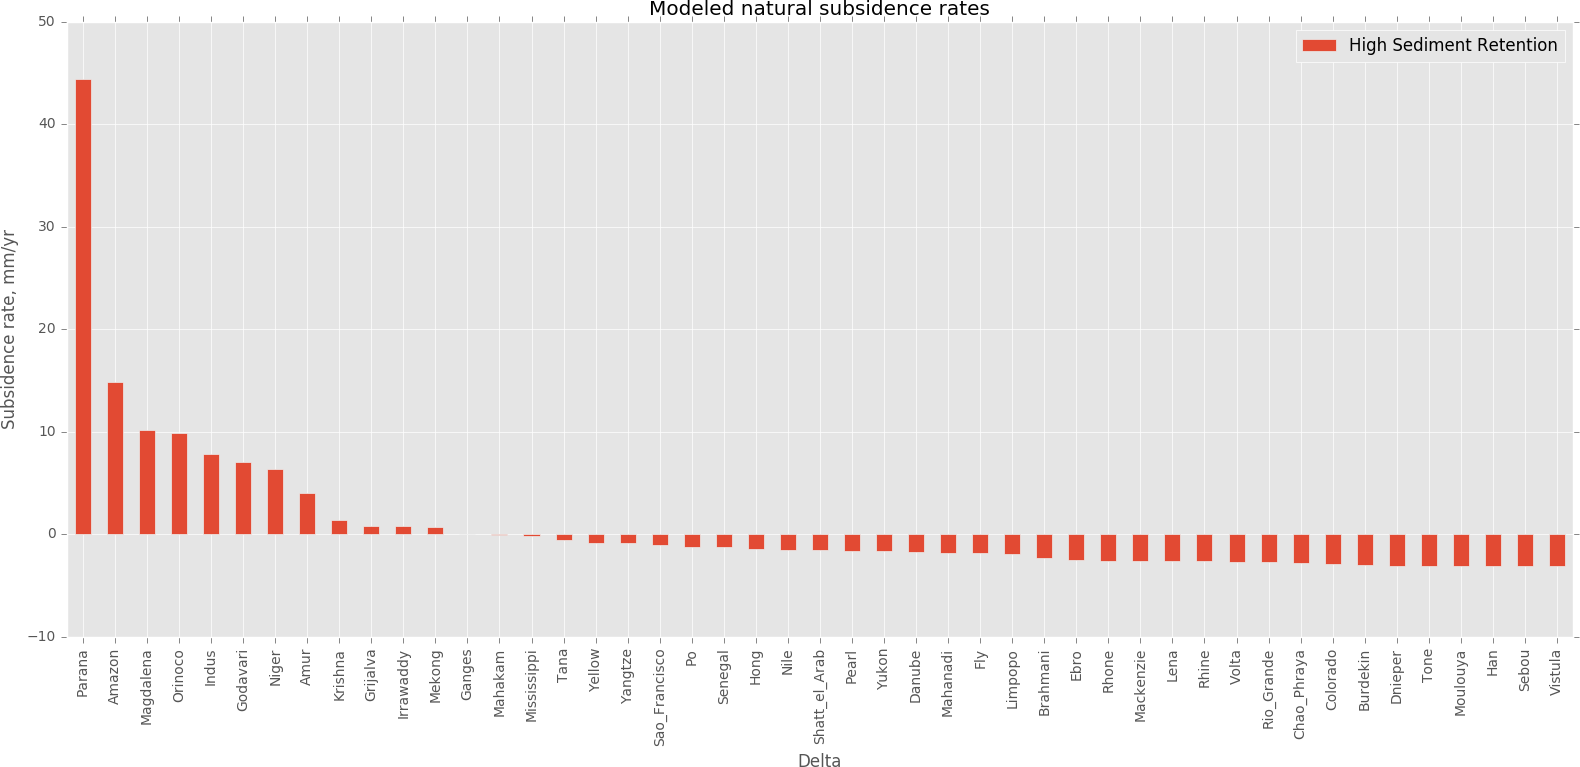 Modeled natural subsidence rates
High Sediment Retention
Subsidence rate, mm/yr
50
40
30
20
10
0
−10
Parana
Amazon
Magdalena
Orinoco
Indus
Godavari
Niger
Amur
Krishna
Grijalva
Irrawaddy
Mekong
Ganges
Mahakam
Mississippi
Tana
Yellow
Yangtze
Sao_Francisco
Po
Senegal
Hong
Nile
Shatt_el_Arab
Pearl
Yukon
Danube
Mahanadi
Fly
Limpopo
Brahmani
Ebro
Rhone
Mackenzie
Lena
Rhine
Volta
Rio_Grande
Chao_Phraya
Colorado
Burdekin
Dnieper
Tone
Moulouya
Han
Sebou
Vistula
Delta